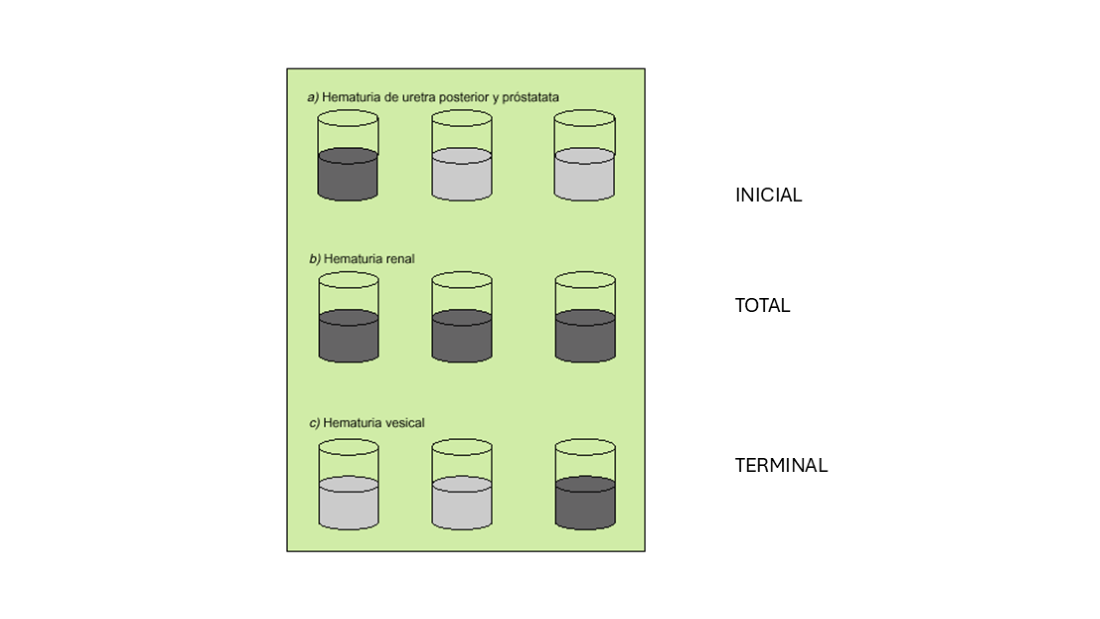 a) Hematuria de uretra posterior y próstatata
INICIAL
b) Hematuria renal
TOTAL
c) Hematuria vesical
TERMINAL